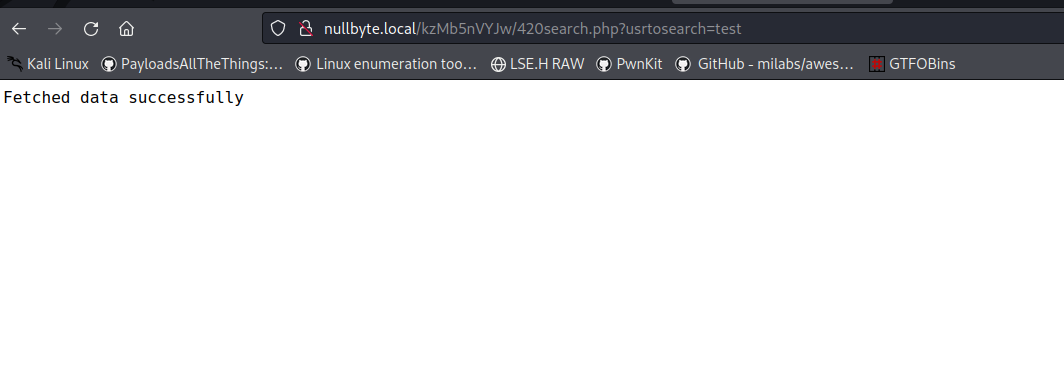 nullbyte.local/kzMb5nVYJw/420search.php?usrtosearch=test
Kali Linux PayloadsAllTheThings:… Linux enumeration too… LSE.H RAW PwnKit GitHub - milabs/awes… GTFOBins
Fetched data successfully